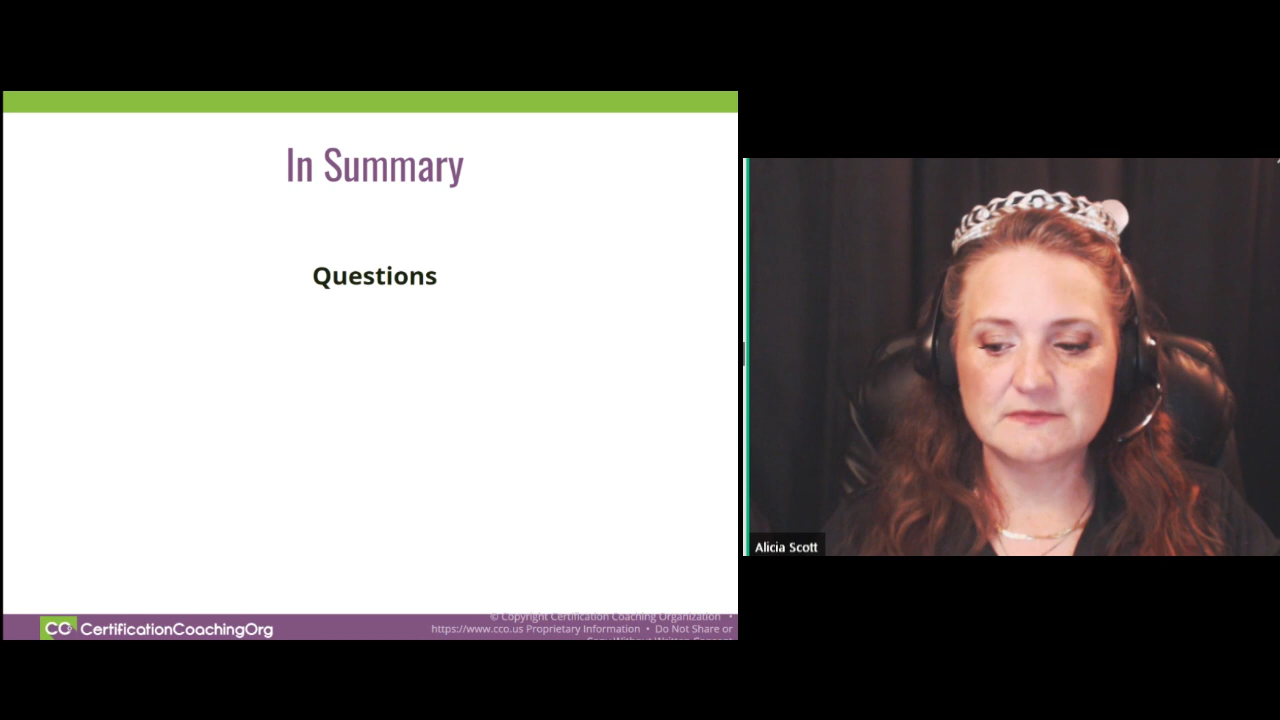 In Summary
Questions
CC CertificationCoachingOrg
© Copyright Certification Coaching Organization •
https://www.cco.us Proprietary Information • Do Not Share or
Alicia Scott